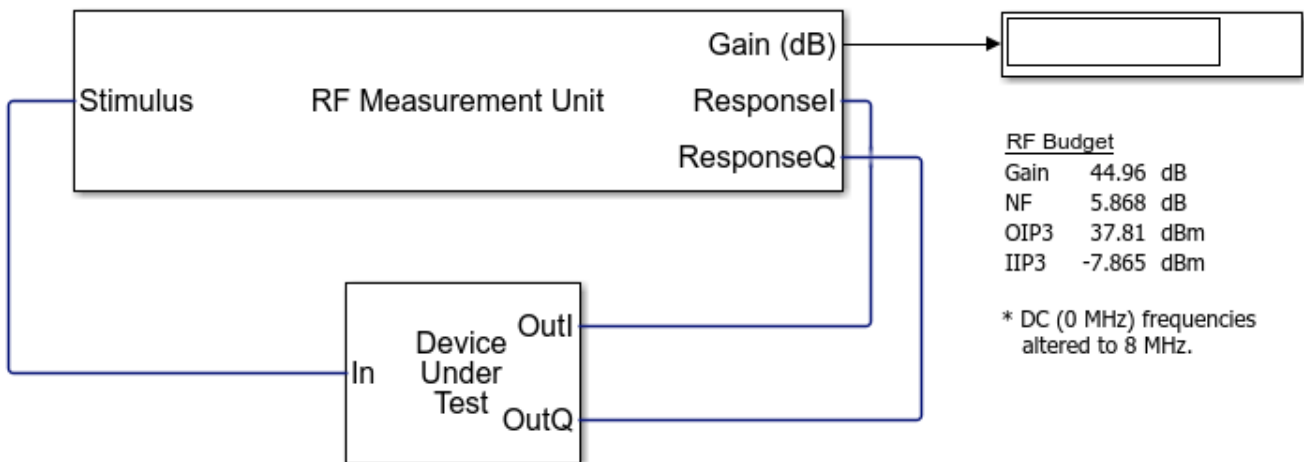 Gain (dB)
Stimulus RF Measurement Unit ResponseI
ResponseQ
RF Budget
Gain 44.96 dB
NF 5.868 dB
OIP3 37.81 dBm
IIP3 -7.865 dBm
* DC (0 MHz) frequencies
altered to 8 MHz.
OutI
Device
In Under
Test
OutQ